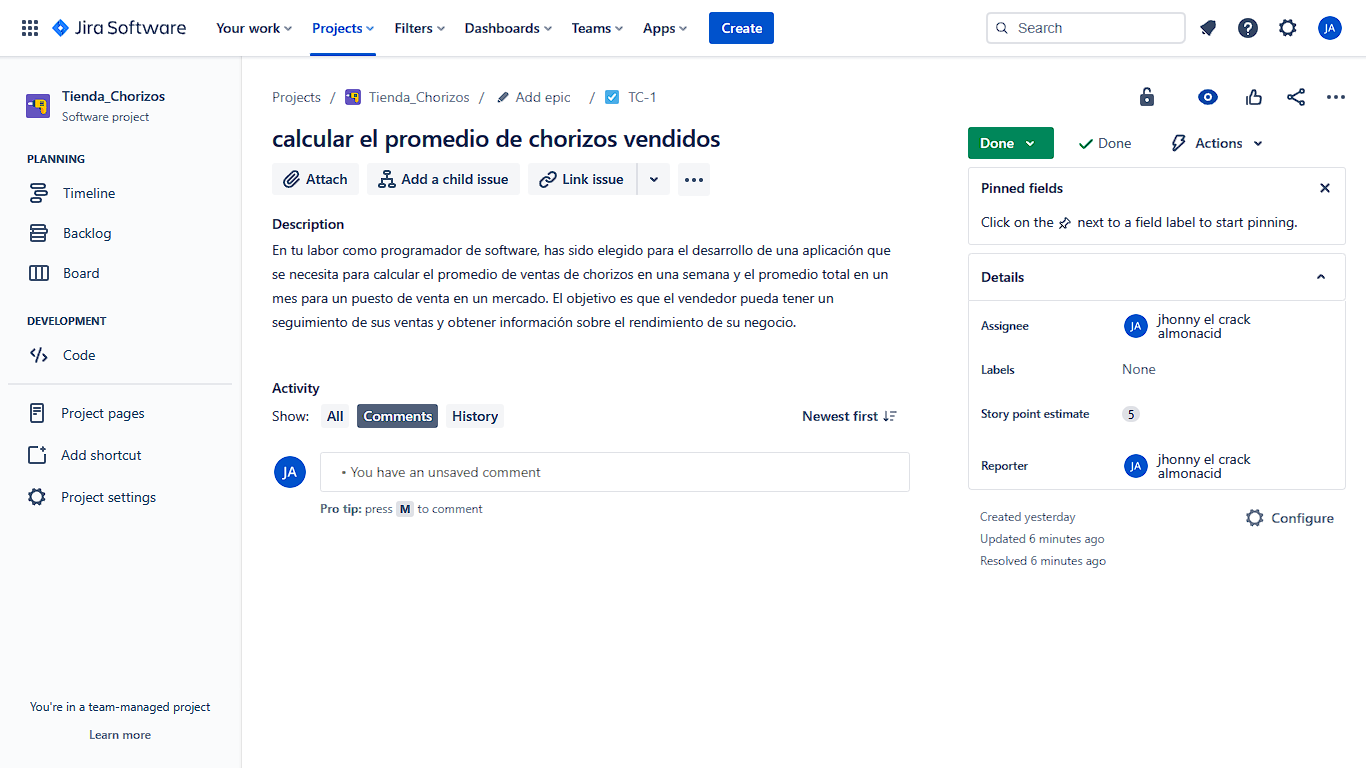 Jira Software
Your work
Projects
Filters
Dashboards
Teams
Apps
Create
Search
JA
Tienda_Chorizos
Software project
PLANNING
Timeline
Backlog
Board
DEVELOPMENT
Code
Project pages
Add shortcut
Project settings
You're in a team-managed project
Learn more
Projects / Tienda_Chorizos / Add epic / TC-1
calcular el promedio de chorizos vendidos
Attach
Add a child issue
Link issue
Description
En tu labor como programador de software, has sido elegido para el desarrollo de una aplicación que
se necesita para calcular el promedio de ventas de chorizos en una semana y el promedio total en un
mes para un puesto de venta en un mercado. El objetivo es que el vendedor pueda tener un
seguimiento de sus ventas y obtener información sobre el rendimiento de su negocio.
Activity
Show: All Comments History
Newest first
JA
• You have an unsaved comment
Pro tip: press M to comment
Done
Done
Actions
Pinned fields
Click on the next to a field label to start pinning.
Details
Assignee
JA
jhonny el crack
almonacid
Labels
None
Story point estimate
5
Reporter
JA
jhonny el crack
almonacid
Created yesterday
Updated 6 minutes ago
Resolved 6 minutes ago
Configure